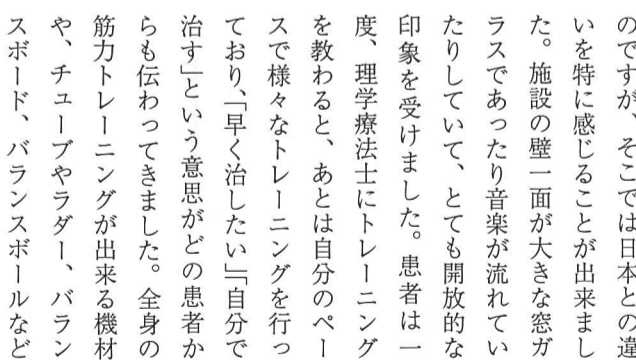 のですが、そこでは日本との違
いを特に感じることが出来まし
た。施設の壁一面が大きな窓ガ
ラスであったり音楽が流れてい
たりしていて、とても開放的な
印象を受けました。患者は一
度、理学療法士にトレーニング
を教わると、あとは自分のペー
スで様々なトレーニングを行っ
ており、「早く治したい」「自分で
治す」という意思がどの患者か
らも伝わってきました。全身の
筋力トレーニングが出来る機材
や、チューブやラダー、バラン
スボード、バランスボールなど